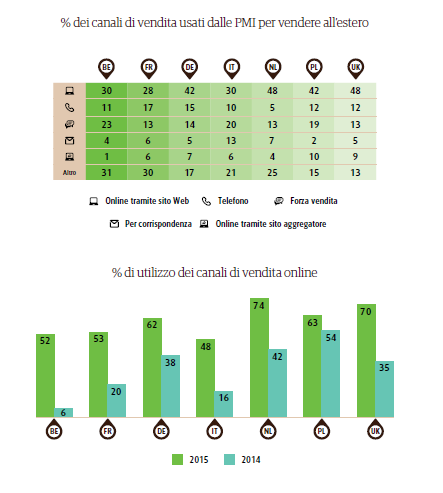 % dei canali di vendita usati dalle PMI per vendere all'estero
BE FR DE IT NL PL UK
30 28 42 30 48 42 48
11 17 15 10 5 12 12
23 13 14 20 13 19 13
4 6 5 13 7 2 5
1 6 7 6 4 10 9
Altro 31 30 17 21 25 15 13
Online tramite sito Web Telefono Forza vendita
Per corrispondenza Online tramite sito aggregatore
% di utilizzo dei canali di vendita online
52 6 53 20 62 38 48 16 74 42 63 54 70 35
BE FR DE IT NL PL UK
2015 2014